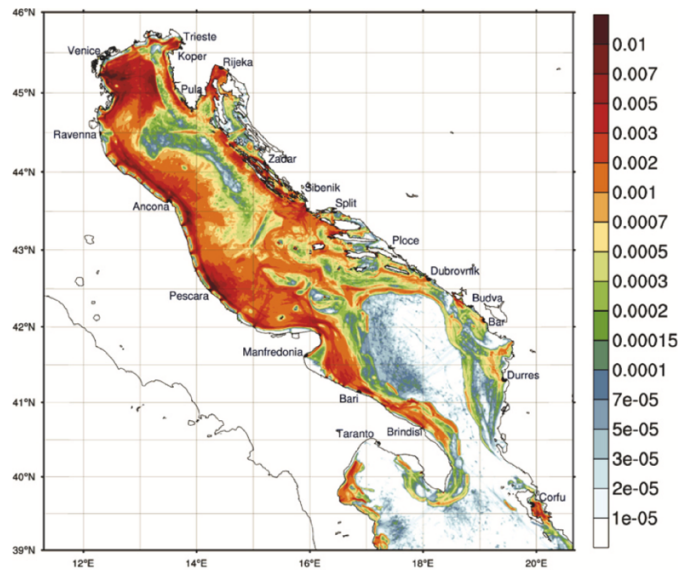 46°N
45°N
44°N
43°N
42°N
41°N
40°N
39°N
12°E
14°E
16°E
18°E
20°E
Venice
Trieste
Koper
Rijeka
Pula
Ravenna
Zadar
Sibenik
Ancona
Split
Ploce
Dubrovnik
Pescara
Budva
Bar
Manfredonia
Durres
Bari
Taranto
Brindisi
Corfu
0.01
0.007
0.005
0.003
0.002
0.001
0.0007
0.0005
0.0003
0.0002
0.00015
0.0001
7e-05
5e-05
3e-05
2e-05
1e-05